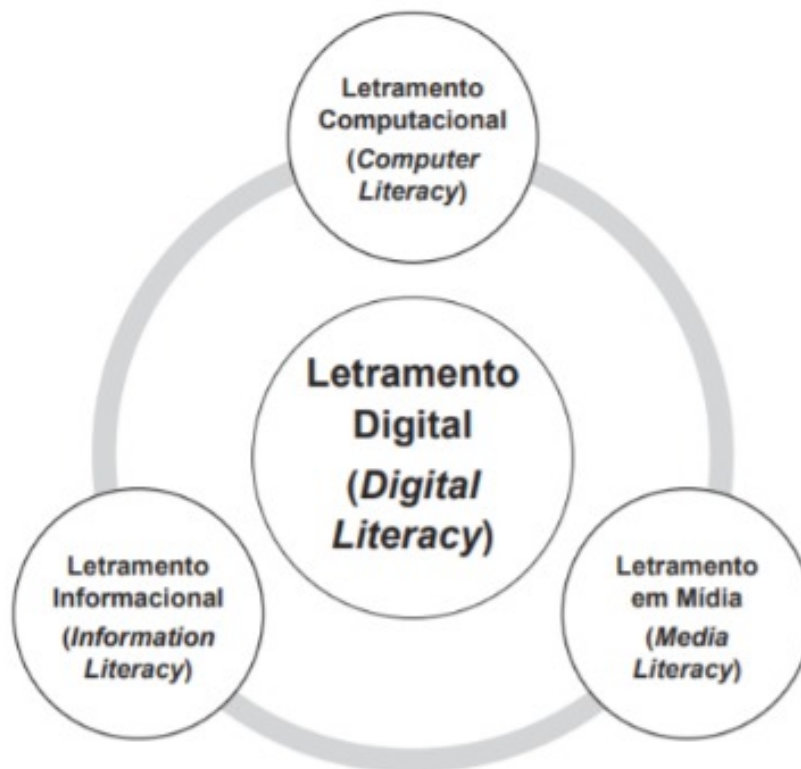 Letramento
Computacional
(Computer
Literacy)
Letramento
Digital
(Digital
Literacy)
Letramento
Informacional
(Information
Literacy)
Letramento
em Mídia
(Media
Literacy)